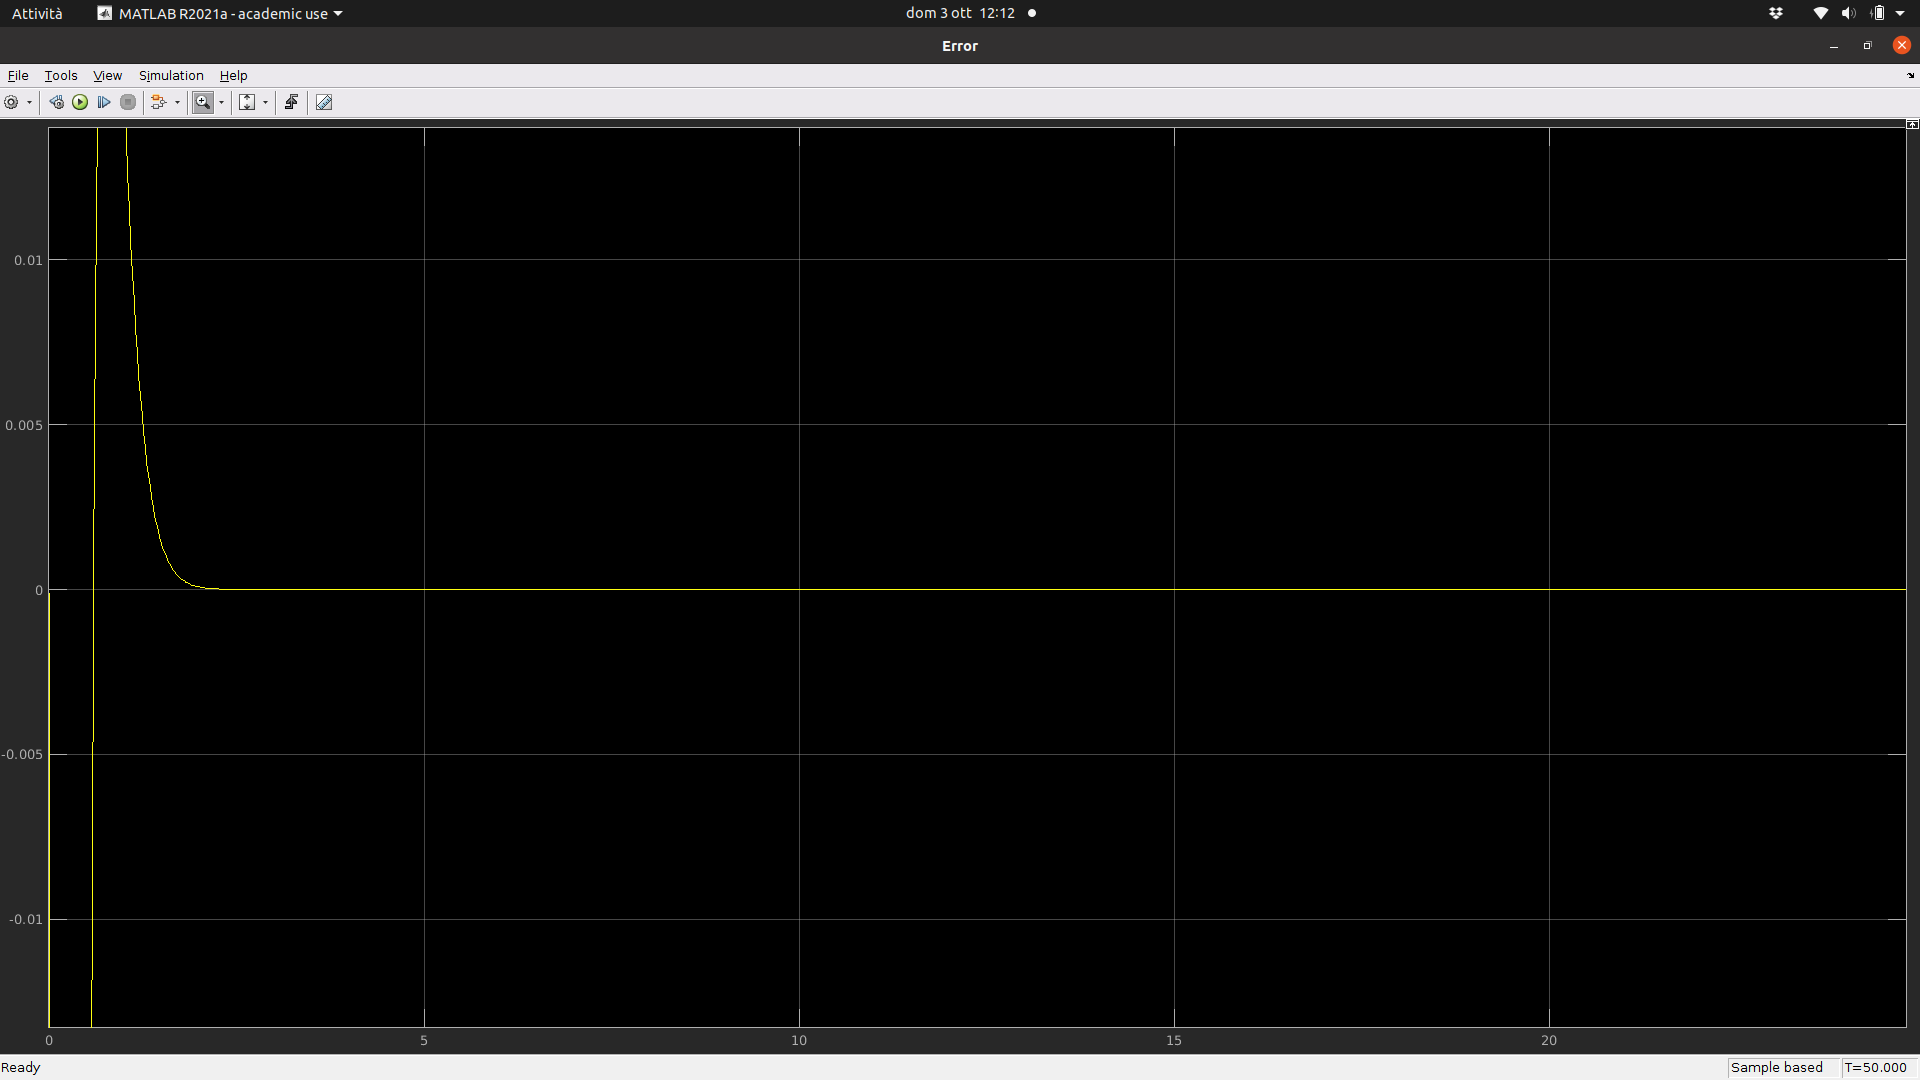 Attività MATLAB R2021a - academic use dom 3 ott 12:12
Error
File Tools View Simulation Help
0.01
0.005
0
-0.005
-0.01
0 5 10 15 20
Ready Sample based T=50.000